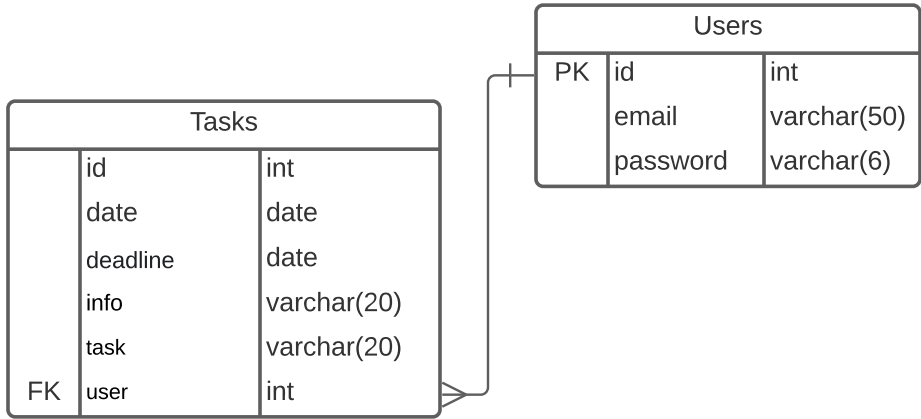 Users
PK id int
email varchar(50)
password varchar(6)
Tasks
id int
date date
deadline date
info varchar(20)
task varchar(20)
FK user int